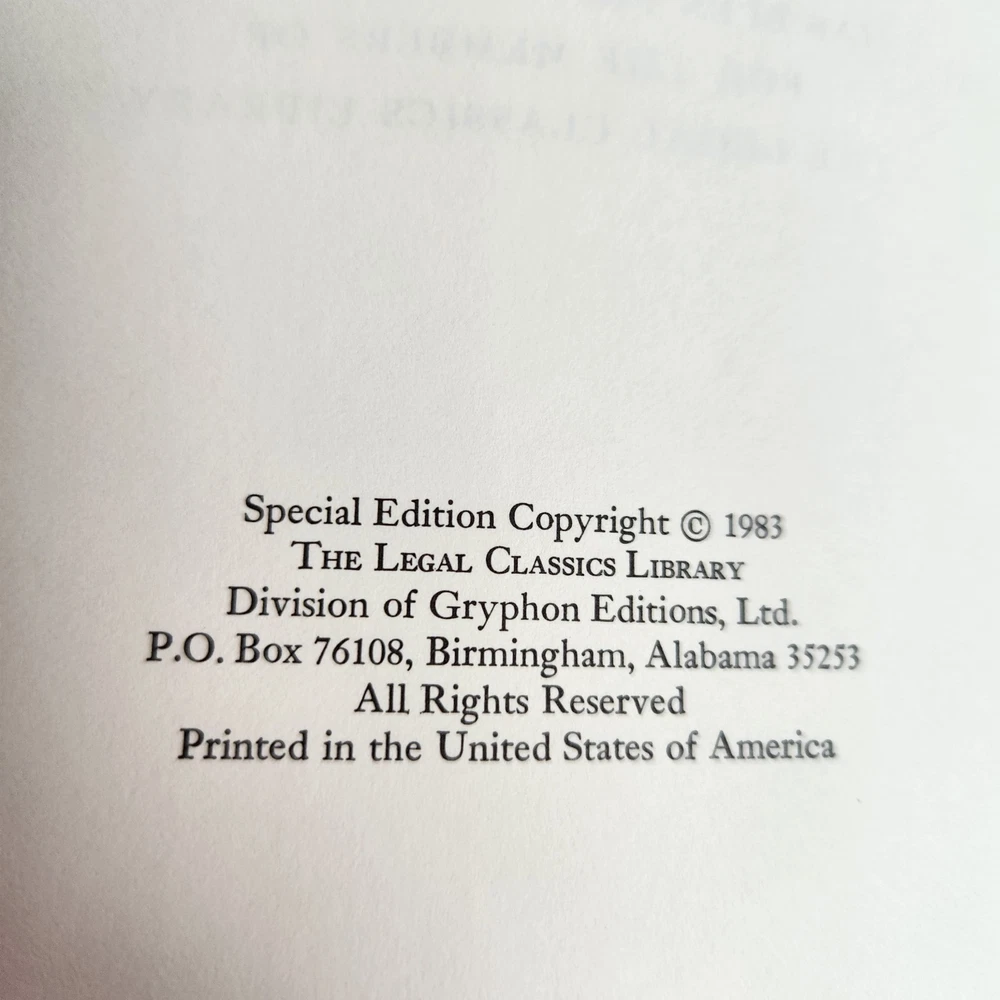 Special Edition Copyright © 1983
THE LEGAL CLASSICS LIBRARY
Division of Gryphon Editions, Ltd.
P.O. Box 76108, Birmingham, Alabama 35253
All Rights Reserved
Printed in the United States of America